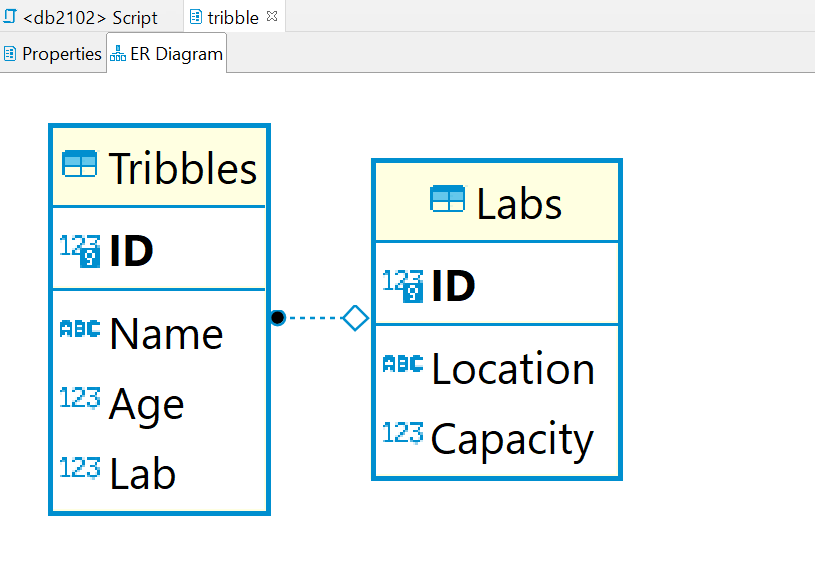 <db2102> Script
tribble
Properties
ER Diagram
Tribbles
123 ID
ABC Name
123 Age
123 Lab
Labs
123 ID
ABC Location
123 Capacity